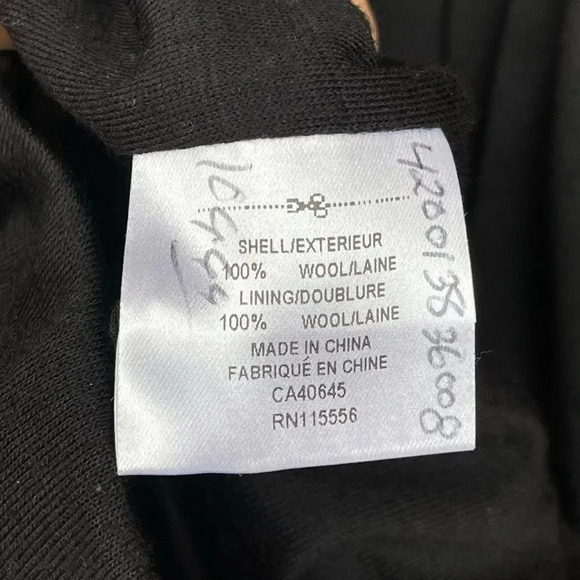 SHELL/EXTERIEUR
100% WOOL/LAINE
LINING/DOUBLURE
100% WOOL/LAINE
MADE IN CHINA
FABRIQUÉ EN CHINE
CA40645
RN115556